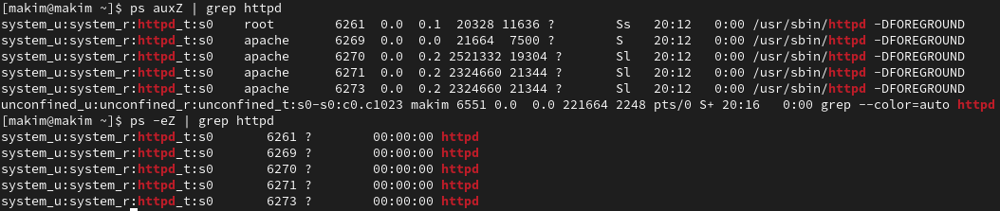 [makim@makim ~]$ ps auxZ | grep httpd
system_u:system_r:httpd_t:s0    root        6261  0.0  0.1  20328 11636 ?        Ss   20:12   0:00 /usr/sbin/httpd -DFOREGROUND
system_u:system_r:httpd_t:s0    apache      6269  0.0  0.0  21664  7500 ?        S    20:12   0:00 /usr/sbin/httpd -DFOREGROUND
system_u:system_r:httpd_t:s0    apache      6270  0.0  0.2 2521332 19304 ?       Sl   20:12   0:00 /usr/sbin/httpd -DFOREGROUND
system_u:system_r:httpd_t:s0    apache      6271  0.0  0.2 2324660 21344 ?       Sl   20:12   0:00 /usr/sbin/httpd -DFOREGROUND
system_u:system_r:httpd_t:s0    apache      6273  0.0  0.2 2324660 21344 ?       Sl   20:12   0:00 /usr/sbin/httpd -DFOREGROUND
unconfined_u:unconfined_r:unconfined_t:s0-s0:c0.c1023 makim 6551 0.0  0.0 221664 2248 pts/0 S+ 20:16   0:00 grep --color=auto httpd
[makim@makim ~]$ ps -eZ | grep httpd
system_u:system_r:httpd_t:s0       6261 ?        00:00:00 httpd
system_u:system_r:httpd_t:s0       6269 ?        00:00:00 httpd
system_u:system_r:httpd_t:s0       6270 ?        00:00:00 httpd
system_u:system_r:httpd_t:s0       6271 ?        00:00:00 httpd
system_u:system_r:httpd_t:s0       6273 ?        00:00:00 httpd